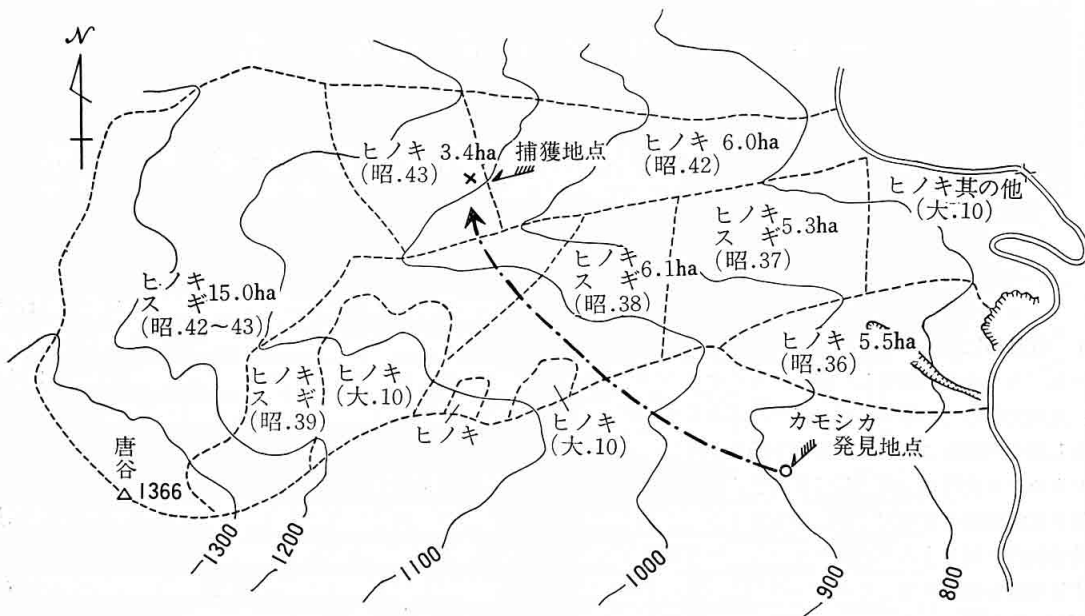 N
ヒノキ 3.4ha
(昭.43)
捕獲地点
ヒノキ 6.0ha
(昭.42)
ヒノキ其の他
(大.10)
ヒノキ
スギ 5.3ha
(昭.37)
ヒノキ
スギ 6.1ha
(昭.38)
ヒノキ
スギ 15.0ha
(昭.42~43)
ヒノキ 5.5ha
(昭.36)
ヒノキ
スギ
(昭.39)
ヒノキ
(大.10)
ヒノキ
ヒノキ
(大.10)
カモシカ
発見地点
唐谷
△1366
1300
1200
1100
1000
900
800